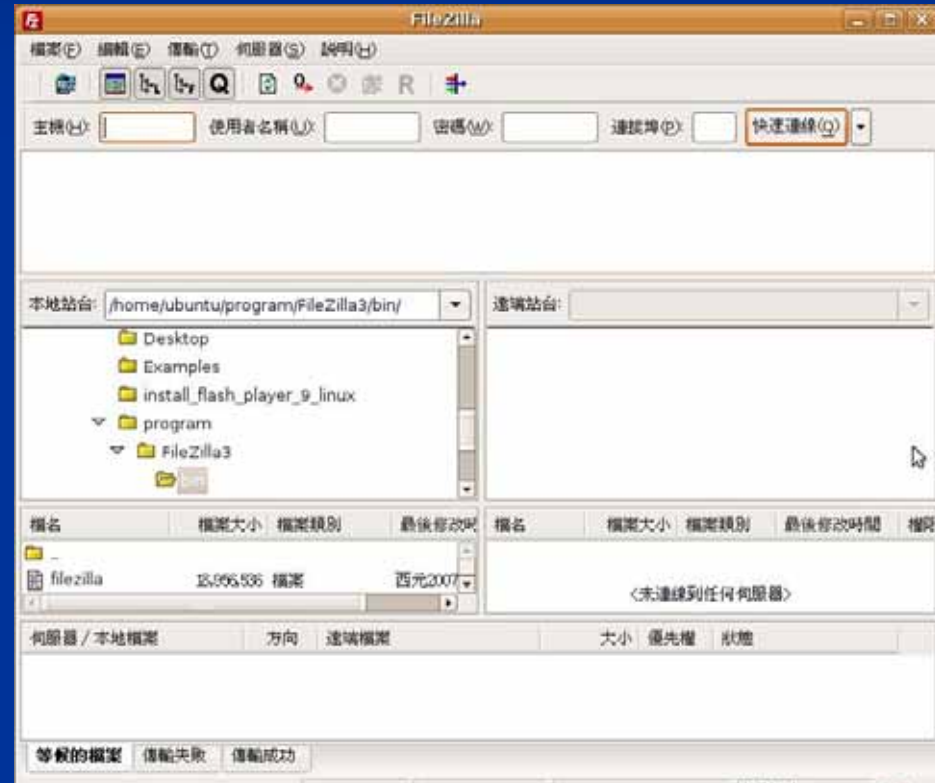 FileZilla
檔案(F) 編輯(E) 傳輸(T) 伺服器(S) 說明(H)
Q R
主機(H): 使用者名稱(U): 密碼(W): 連接埠(P): 快速連線(Q)
本地站台: /home/ubuntu/program/FileZilla3/bin/ 遠端站台:
Desktop
Examples
install_flash_player_9_linux
program
FileZilla3
bin
檔名 檔案大小 檔案類別 最後修改時 檔名 檔案大小 檔案類別 最後修改時間 權限
..
filezilla 18,956,536 檔案 西元2007
<未連線到任何伺服器>
伺服器 / 本地檔案 方向 遠端檔案 大小 優先權 狀態
等候的檔案 傳輸失敗 傳輸成功